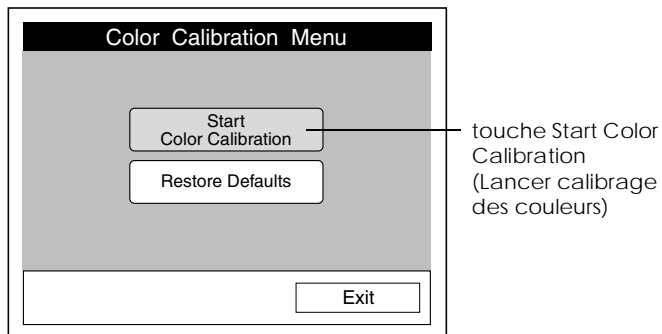 Color Calibration Menu
Start
Color Calibration
Restore Defaults
Exit
touche Start Color
Calibration
(Lancer calibrage
des couleurs)